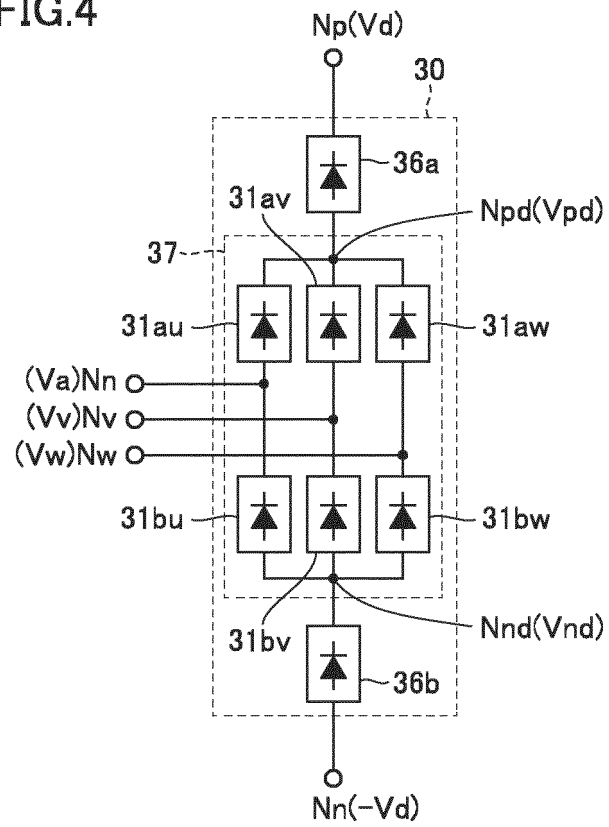 FIG.4
Np(Vd)
30
36a
31av
Npd(Vpd)
37
31au
31aw
(Va)Nn
(Vv)Nv
(Vw)Nw
31bu
31bw
31bv
Nnd(Vnd)
36b
Nn(-Vd)